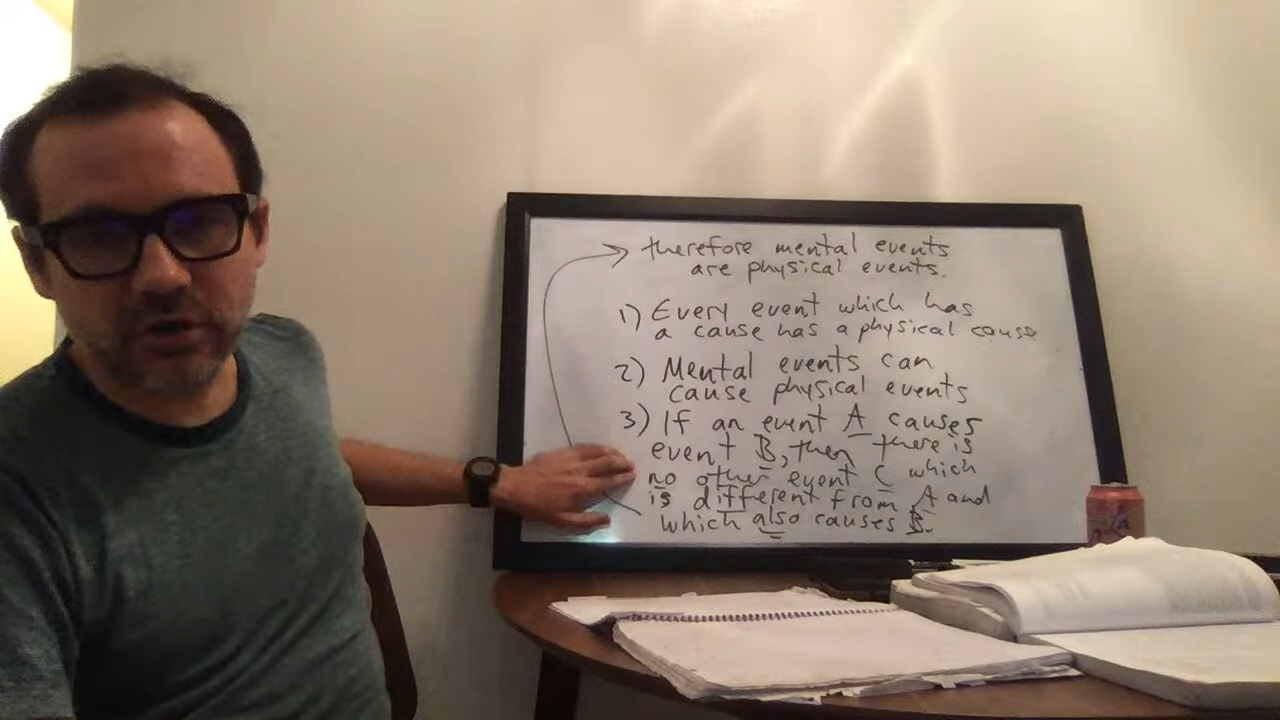 therefore mental events
are physical events.
1) Every event which has
a cause has a physical cause
2) Mental events can
cause physical events
3) If an event A causes
event B, then there is
no other event C which
is different from A and
which also causes B.
La